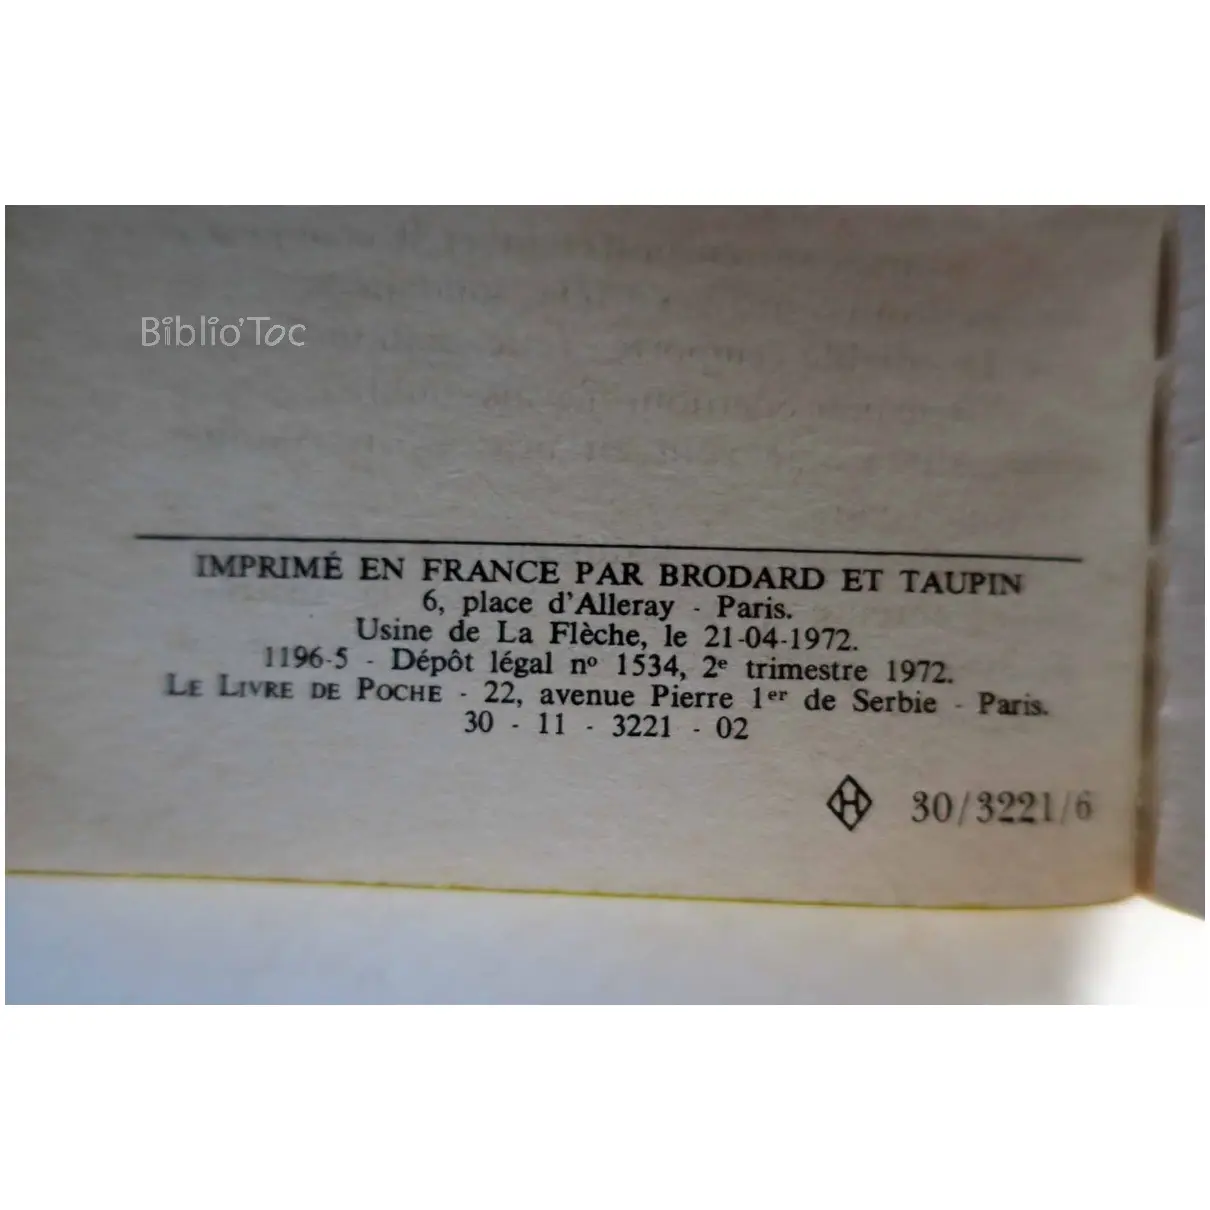 Biblio'Toc
IMPRIMÉ EN FRANCE PAR BRODARD ET TAUPIN
6, place d'Alleray - Paris.
Usine de La Flèche, le 21-04-1972.
1196-5 - Dépôt légal nº 1534, 2e trimestre 1972.
LE LIVRE DE POCHE - 22, avenue Pierre 1er de Serbie - Paris.
30 - 11 - 3221 - 02
H 30/3221/6